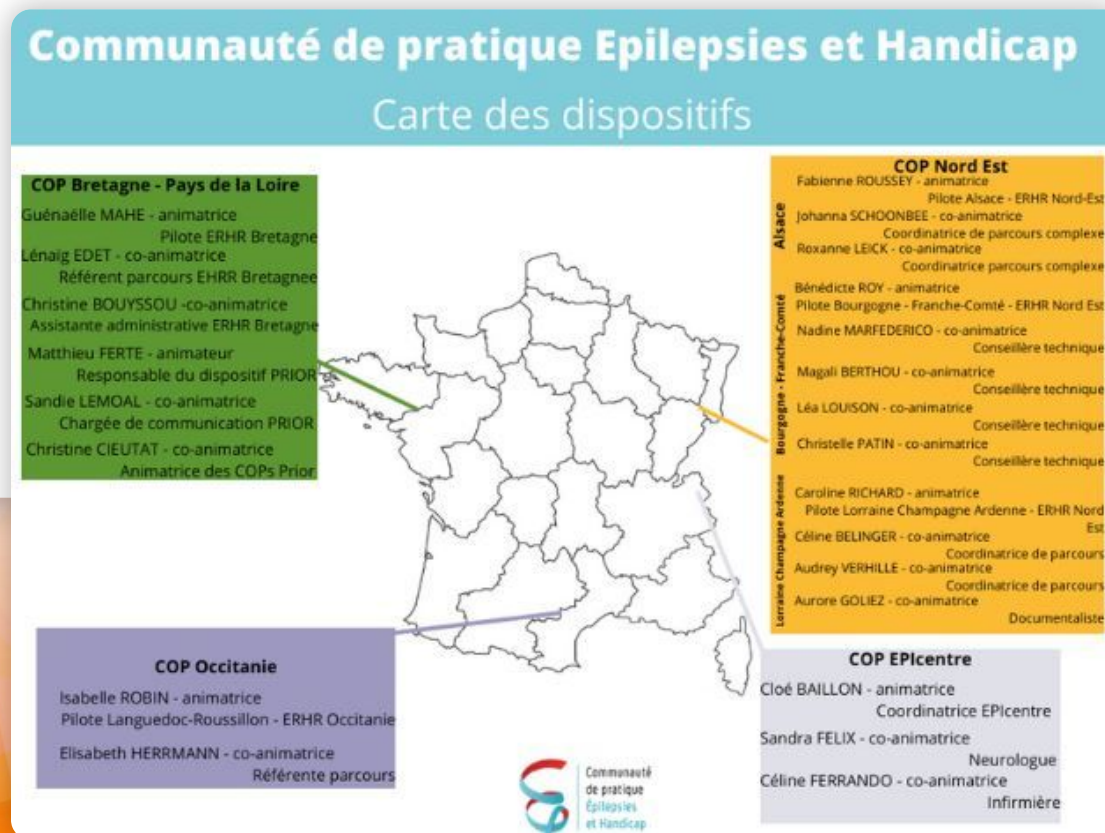 Communauté de pratique Epilepsies et Handicap
Carte des dispositifs
COP Bretagne - Pays de la Loire
Guénaëlle MAHE - animatrice
Pilote ERHR Bretagne
Lénaïg EDET - co-animatrice
Référent parcours EHRR Bretagnee
Christine BOUYSSOU -co-animatrice
Assistante administrative ERHR Bretagne
Matthieu FERTE - animateur
Responsable du dispositif PRIOR
Sandie LEMOAL - co-animatrice
Chargée de communication PRIOR
Christine CIEUTAT - co-animatrice
Animatrice des COPs Prior
COP Nord Est
Alsace
Fabienne ROUSSEY - animatrice
Pilote Alsace - ERHR Nord-Est
Johanna SCHOONBEE - co-animatrice
Coordinatrice de parcours complexe
Roxanne LEICK - co-animatrice
Coordinatrice parcours complexe
Bourgogne - Franche-Comté
Bénédicte ROY - animatrice
Pilote Bourgogne - Franche-Comté - ERHR Nord Est
Nadine MARFEDERICO - co-animatrice
Conseillère technique
Magali BERTHOU - co-animatrice
Conseillère technique
Léa LOUISON - co-animatrice
Conseillère technique
Christelle PATIN - co-animatrice
Conseillère technique
Lorraine Champagne Ardenne
Caroline RICHARD - animatrice
Pilote Lorraine Champagne Ardenne - ERHR Nord
Est
Céline BELINGER - co-animatrice
Coordinatrice de parcours
Audrey VERHILLE - co-animatrice
Coordinatrice de parcours
Aurore GOLIEZ - co-animatrice
Documentaliste
COP Occitanie
Isabelle ROBIN - animatrice
Pilote Languedoc-Roussillon - ERHR Occitanie
Elisabeth HERRMANN - co-animatrice
Référente parcours
COP EPIcentre
Cloé BAILLON - animatrice
Coordinatrice EPIcentre
Sandra FELIX - co-animatrice
Neurologue
Céline FERRANDO - co-animatrice
Infirmière
Communauté
de pratique
Épilepsies
et Handicap